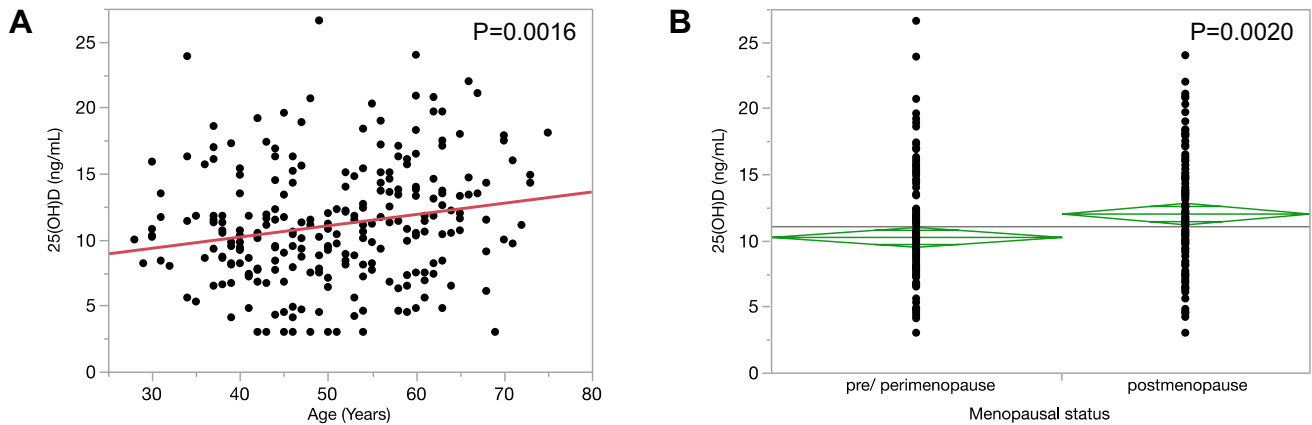 A
P=0.0016
25(OH)D (ng/mL)
25
20
15
10
5
0
30 40 50 60 70 80
Age (Years)
B
P=0.0020
25(OH)D (ng/mL)
25
20
15
10
5
0
pre/ perimenopause postmenopause
Menopausal status